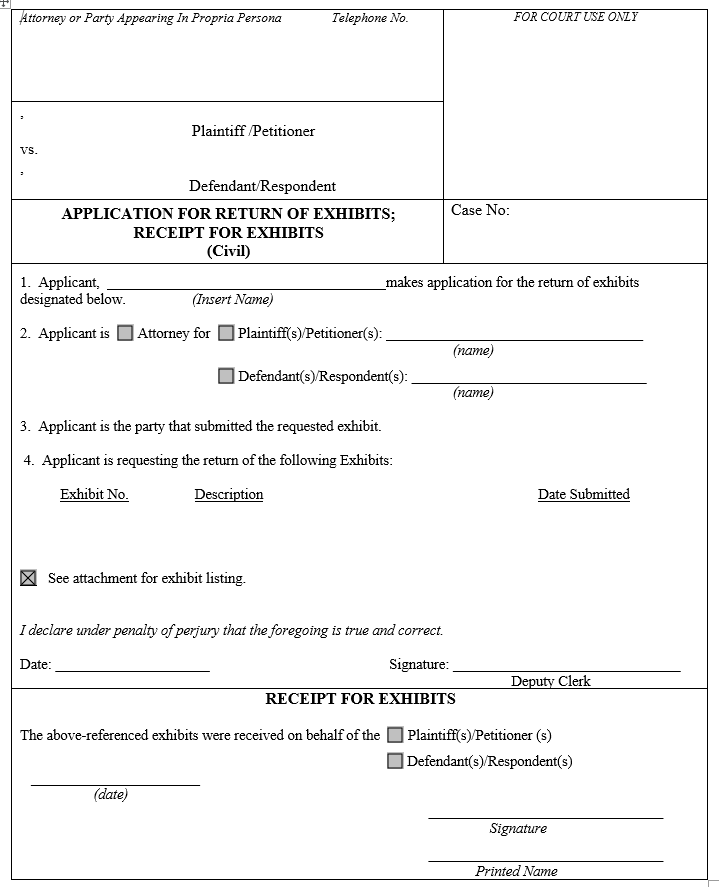 Attorney or Party Appearing In Propria Persona Telephone No.
FOR COURT USE ONLY
,
Plaintiff /Petitioner
vs.
,
Defendant/Respondent
APPLICATION FOR RETURN OF EXHIBITS;
RECEIPT FOR EXHIBITS
(Civil)
Case No:
1. Applicant, ______________________________makes application for the return of exhibits
designated below. (Insert Name)
2. Applicant is Attorney for Plaintiff(s)/Petitioner(s): ______________________________
(name)
Defendant(s)/Respondent(s): ______________________________
(name)
3. Applicant is the party that submitted the requested exhibit.
4. Applicant is requesting the return of the following Exhibits:
Exhibit No. Description Date Submitted
☒ See attachment for exhibit listing.
I declare under penalty of perjury that the foregoing is true and correct.
Date: ____________________ Signature: ______________________________
Deputy Clerk
RECEIPT FOR EXHIBITS
The above-referenced exhibits were received on behalf of the Plaintiff(s)/Petitioner (s)
Defendant(s)/Respondent(s)
(date)
Signature
Printed Name